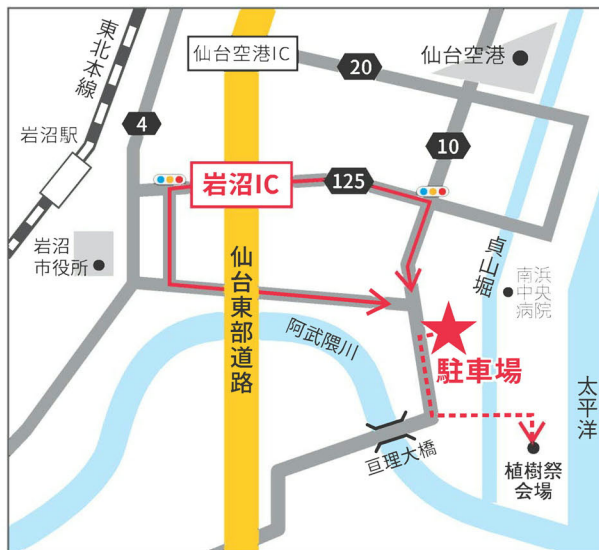 東北本線
仙台空港IC
仙台空港
20
4
10
岩沼駅
岩沼IC
125
岩沼
市役所
仙台東部道路
貞山堀
南浜
中央
病院
阿武隈川
駐車場
太平洋
亘理大橋
植樹祭
会場